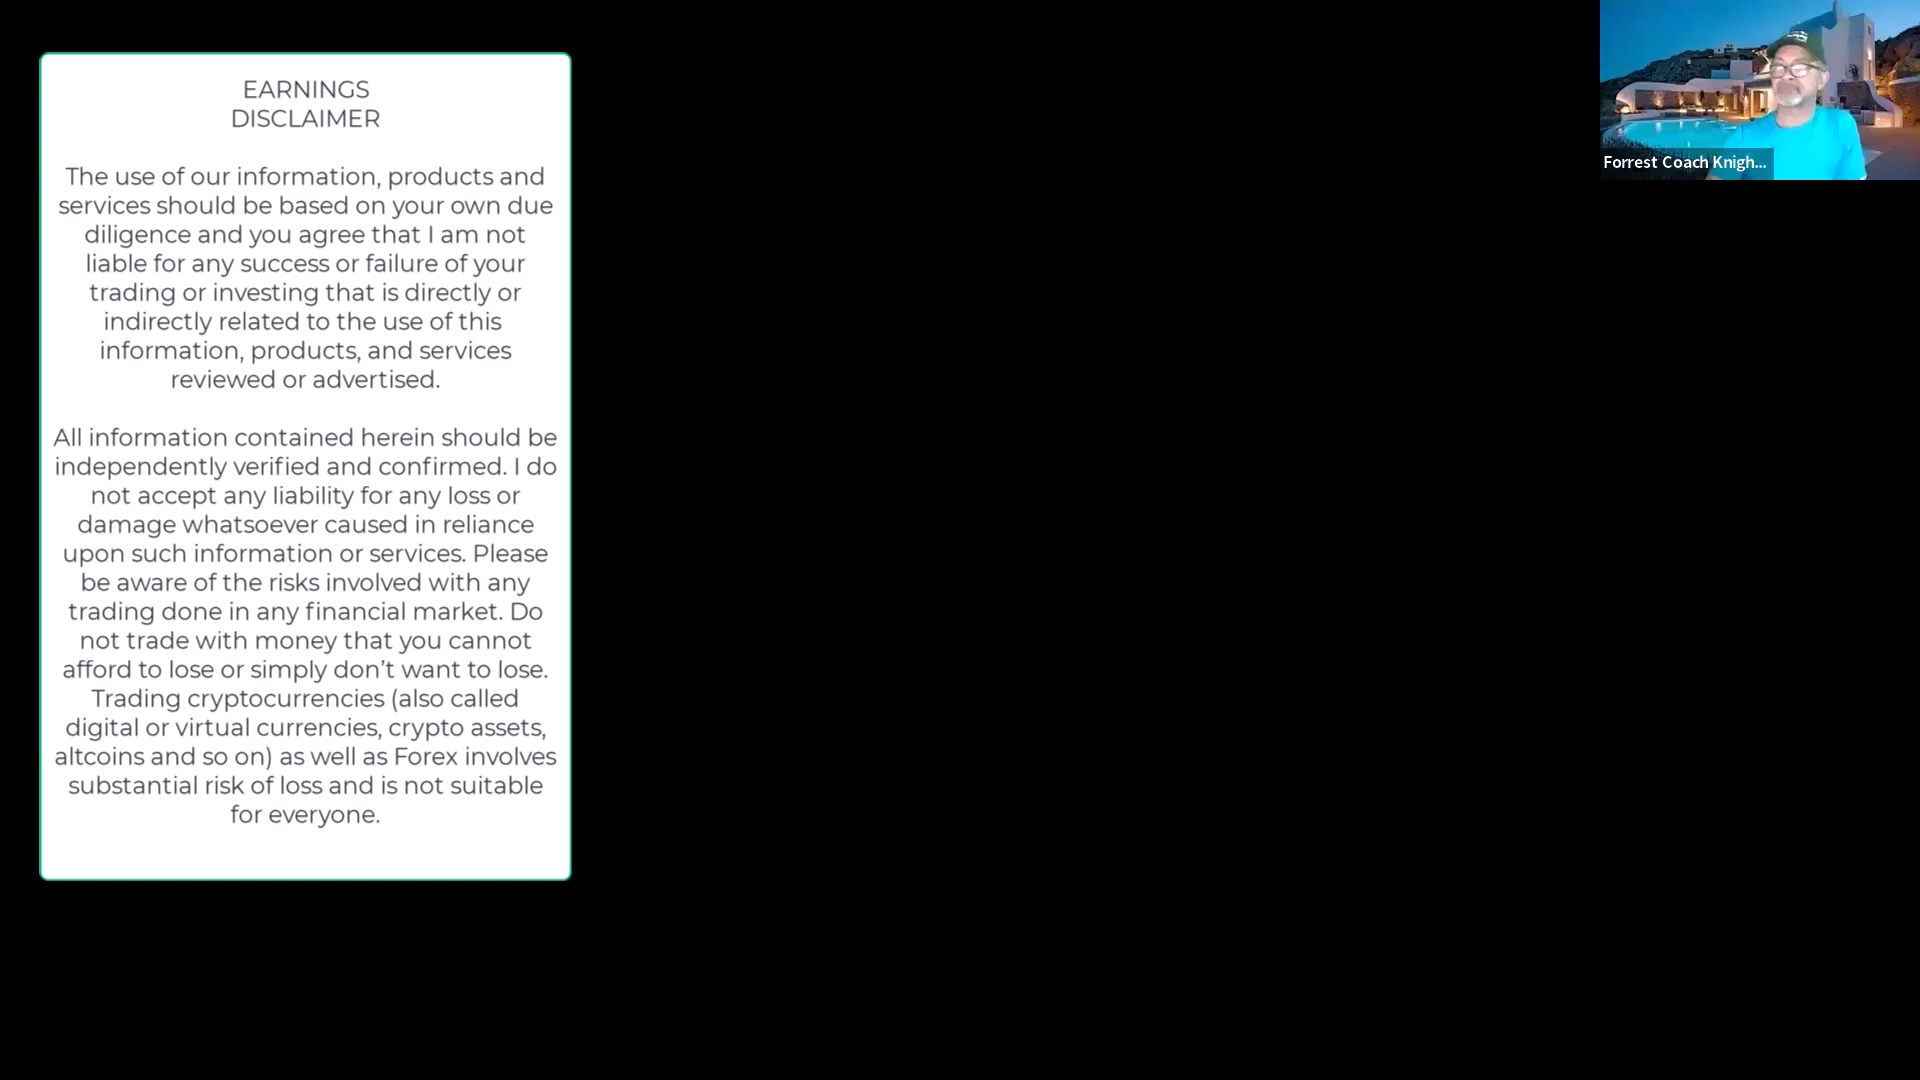 EARNINGS
DISCLAIMER
The use of our information, products and
services should be based on your own due
diligence and you agree that I am not
liable for any success or failure of your
trading or investing that is directly or
indirectly related to the use of this
information, products, and services
reviewed or advertised.
All information contained herein should be
independently verified and confirmed. I do
not accept any liability for any loss or
damage whatsoever caused in reliance
upon such information or services. Please
be aware of the risks involved with any
trading done in any financial market. Do
not trade with money that you cannot
afford to lose or simply don’t want to lose.
Trading cryptocurrencies (also called
digital or virtual currencies, crypto assets,
altcoins and so on) as well as Forex involves
substantial risk of loss and is not suitable
for everyone.
Forrest Coach Knigh...